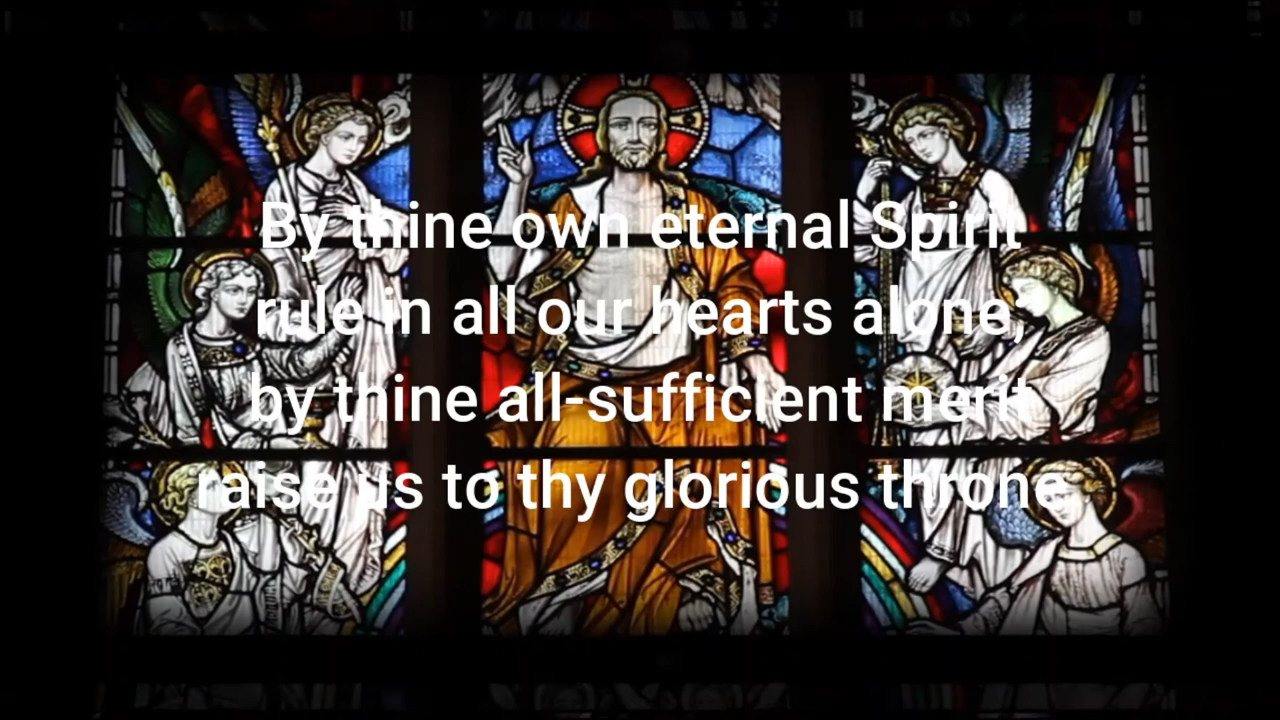 By thine own eternal Spirit
rule in all our hearts alone;
by thine all-sufficient merit
raise us to thy glorious throne